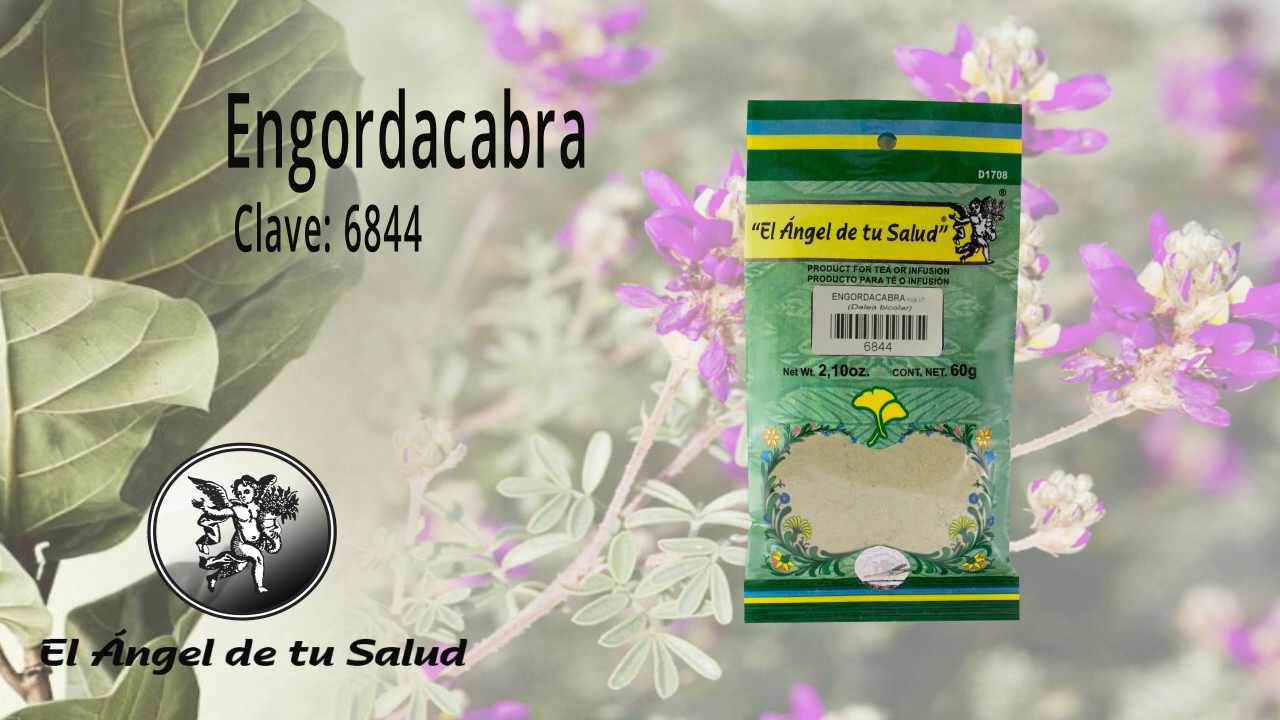 Engordacabra
Clave: 6844
D1708
®
"El Ángel de tu Salud"®
PRODUCT FOR TEA OR INFUSION
PRODUCTO PARA TÉ O INFUSIÓN
ENGORDACABRA
(Dalea bicolar)
6844
Net Wt. 2,10oz. CONT. NET. 60g
El Ángel de tu Salud